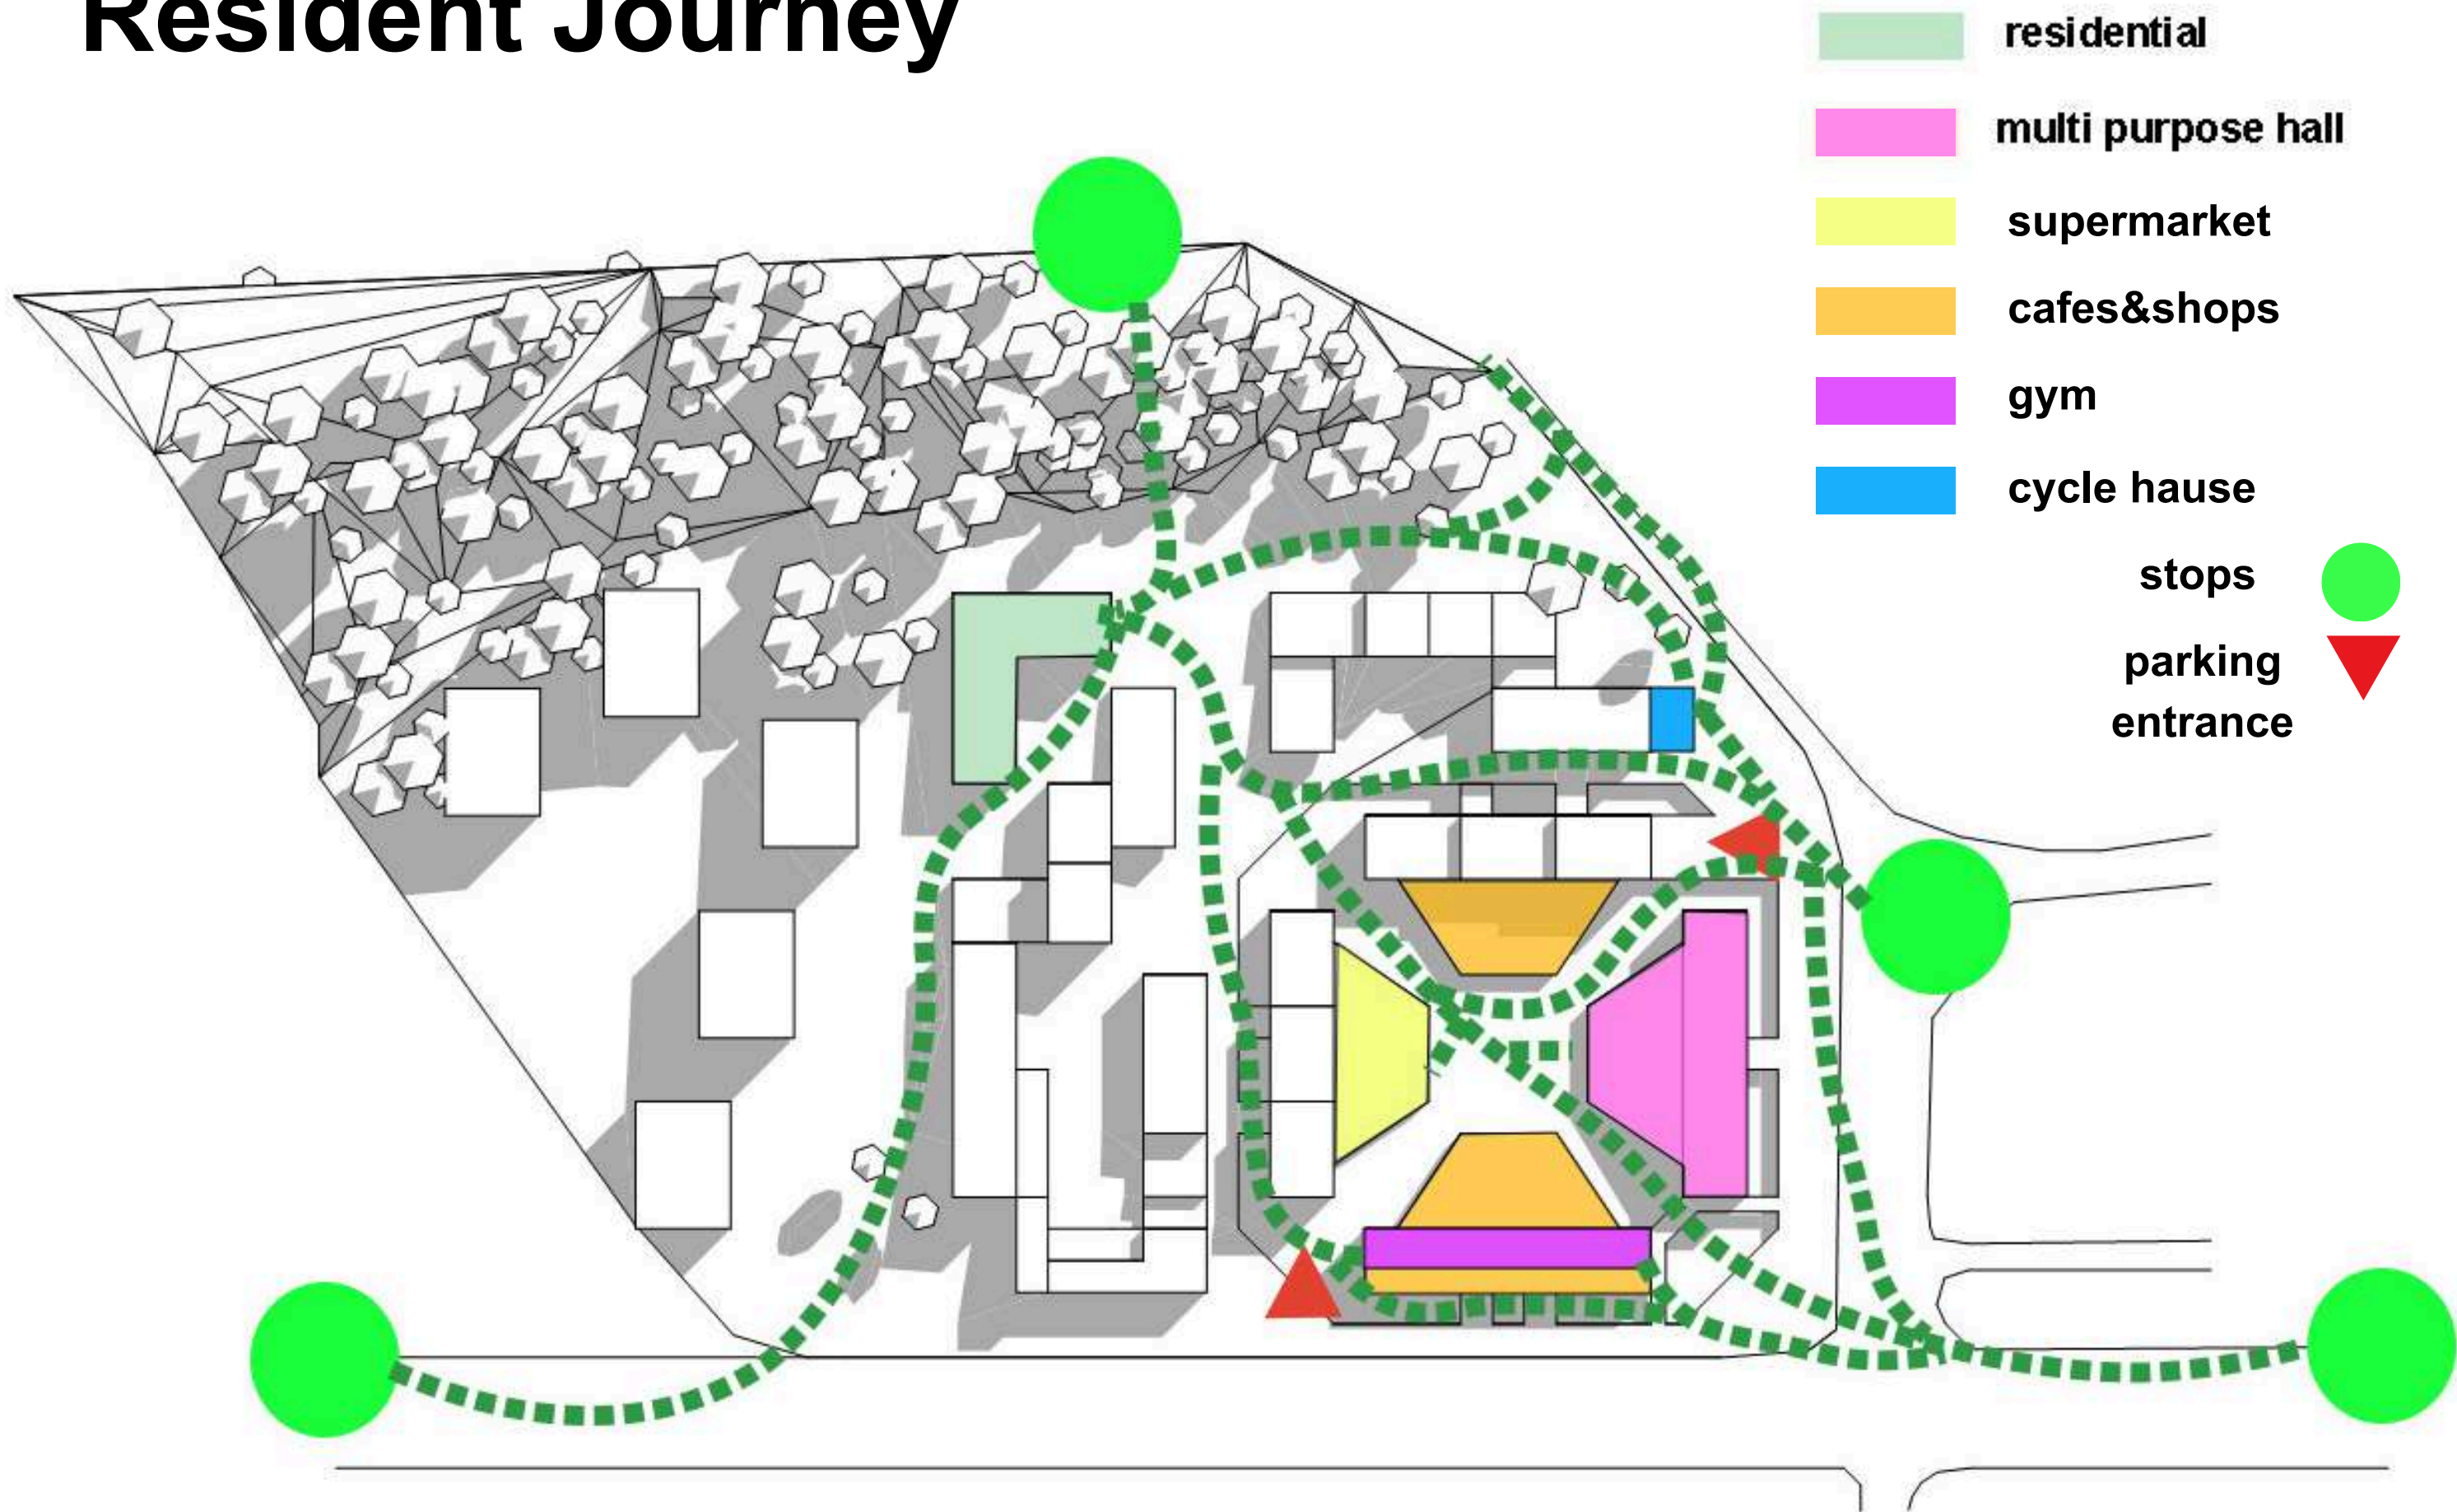 Resident Journey
residential
multi purpose hall
supermarket
cafes&shops
gym
cycle hause
stops
parking
entrance